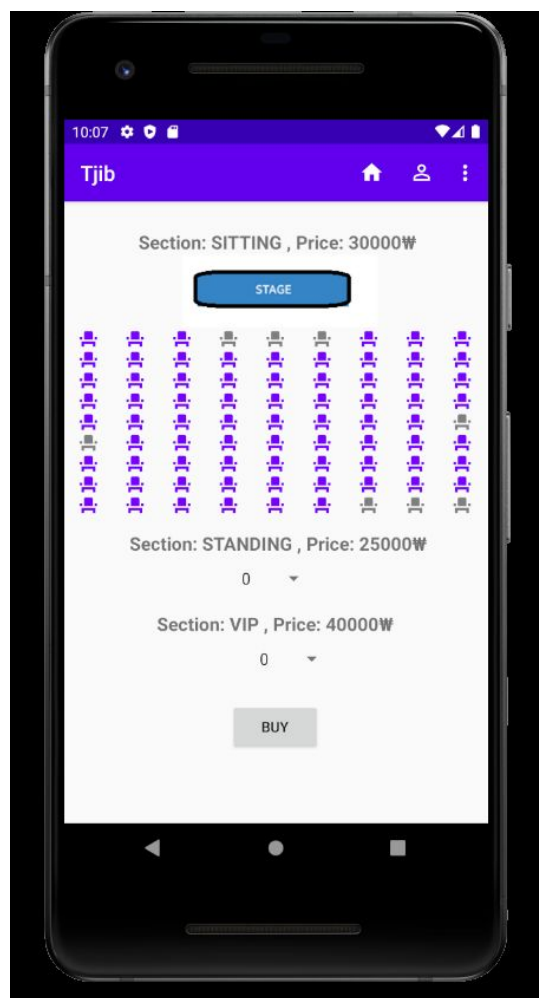 10:07
Tjib
Section: SITTING , Price: 30000₩
STAGE
Section: STANDING , Price: 25000₩
0
Section: VIP , Price: 40000₩
0
BUY